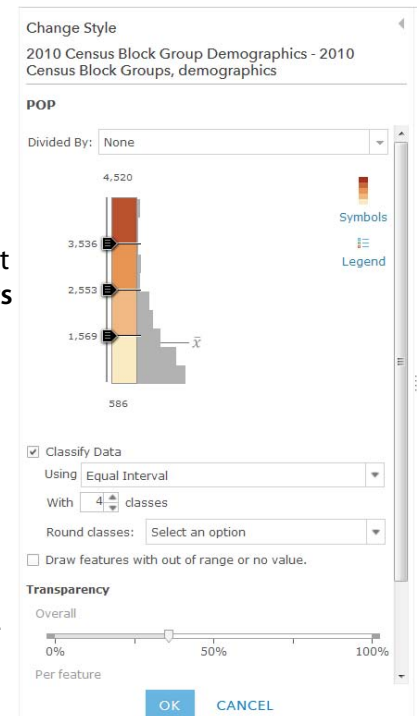 Change Style
2010 Census Block Group Demographics - 2010
Census Block Groups, demographics
POP
Divided By: None
4,520
Symbols
3,536
Legend
t
2,553
s
1,569
x̄
586
Classify Data
Using Equal Interval
With 4 classes
Round classes: Select an option
Draw features with out of range or no value.
Transparency
Overall
0% 50% 100%
Per feature
OK CANCEL